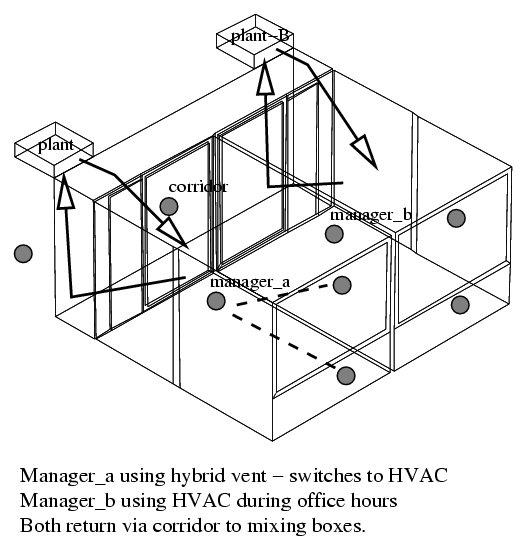 plant-B
plant
corridor
manager_b
manager_a
Manager_a using hybrid vent - switches to HVAC
Manager_b using HVAC during office hours
Both return via corridor to mixing boxes.